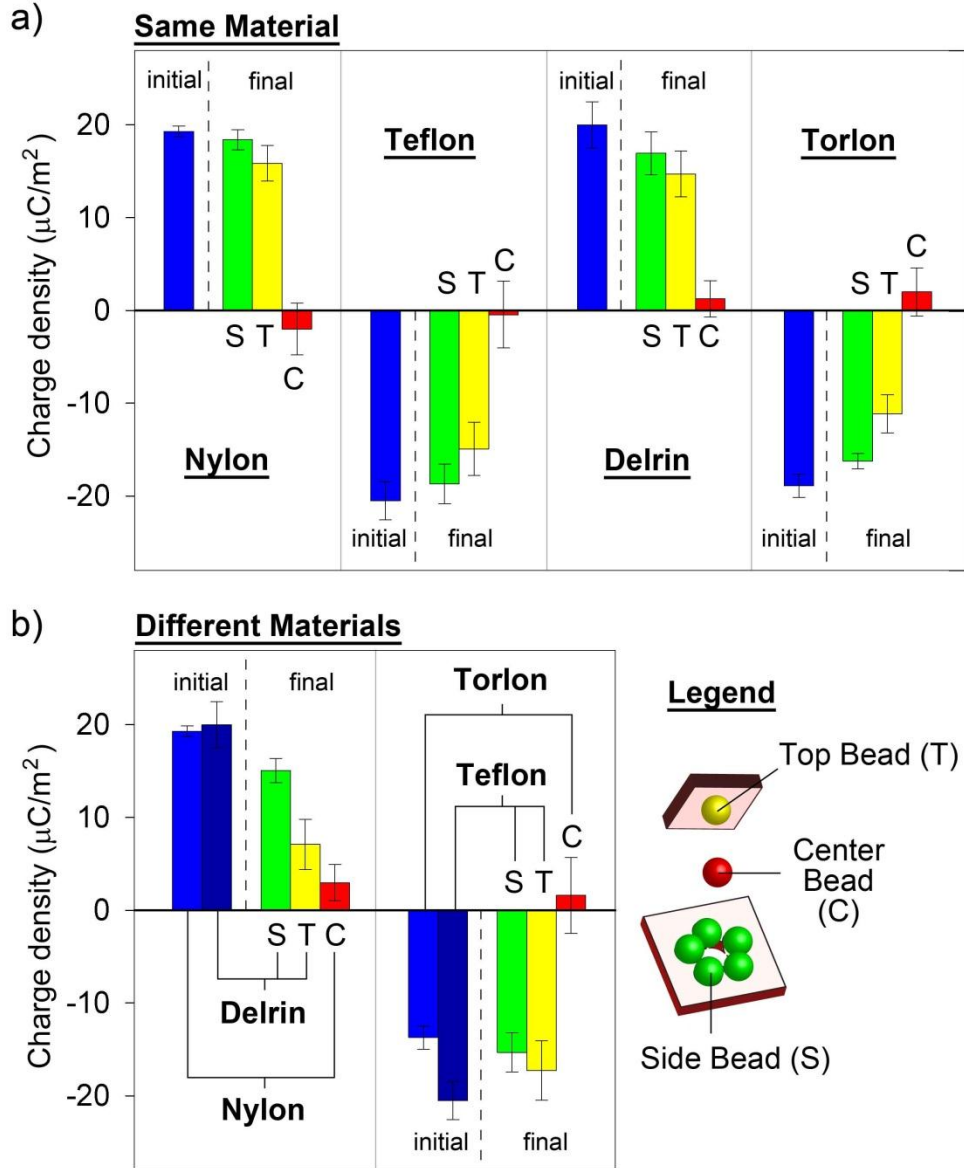 a)
Same Material
initial final
initial final
Teflon
Torlon
Charge density (μC/m²)
20
10
0
-10
-20
S T C
S T C
S T C
S T C
Nylon
Delrin
initial final
initial final
b)
Different Materials
initial final
Torlon
Teflon
Legend
Charge density (μC/m²)
20
10
0
-10
-20
S T C
S T C
Delrin
Nylon
initial final
Top Bead (T)
Center
Bead
(C)
Side Bead (S)